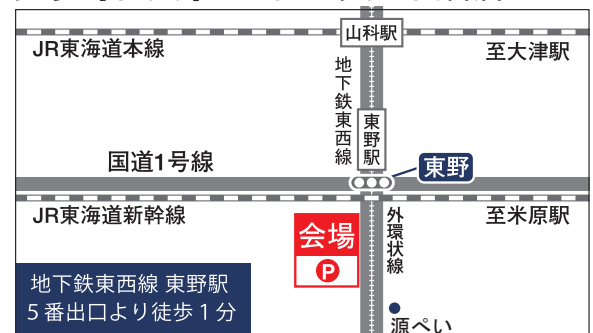 山科駅
JR東海道本線
至大津駅
地下鉄東西線
東野駅
国道1号線
東野
JR東海道新幹線
至米原駅
会場
P
外環状線
地下鉄東西線 東野駅
5番出口より徒歩1分
源ぺい